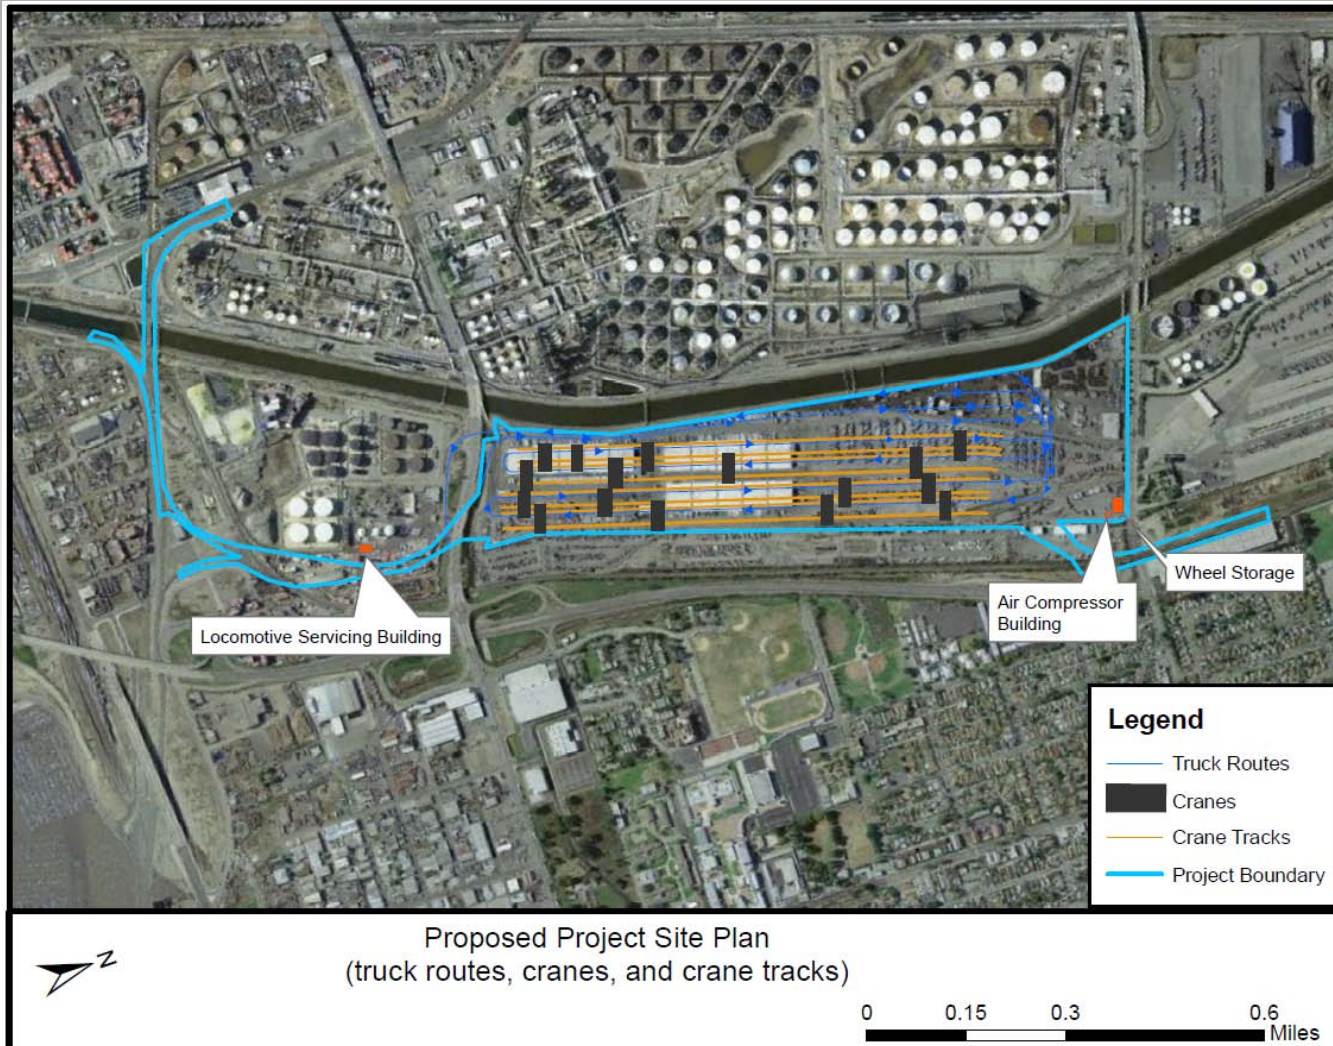 Locomotive Servicing Building
Air Compressor
Building
Wheel Storage
Legend
Truck Routes
Cranes
Crane Tracks
Project Boundary
Proposed Project Site Plan
(truck routes, cranes, and crane tracks)
N
0 0.15 0.3 0.6
Miles